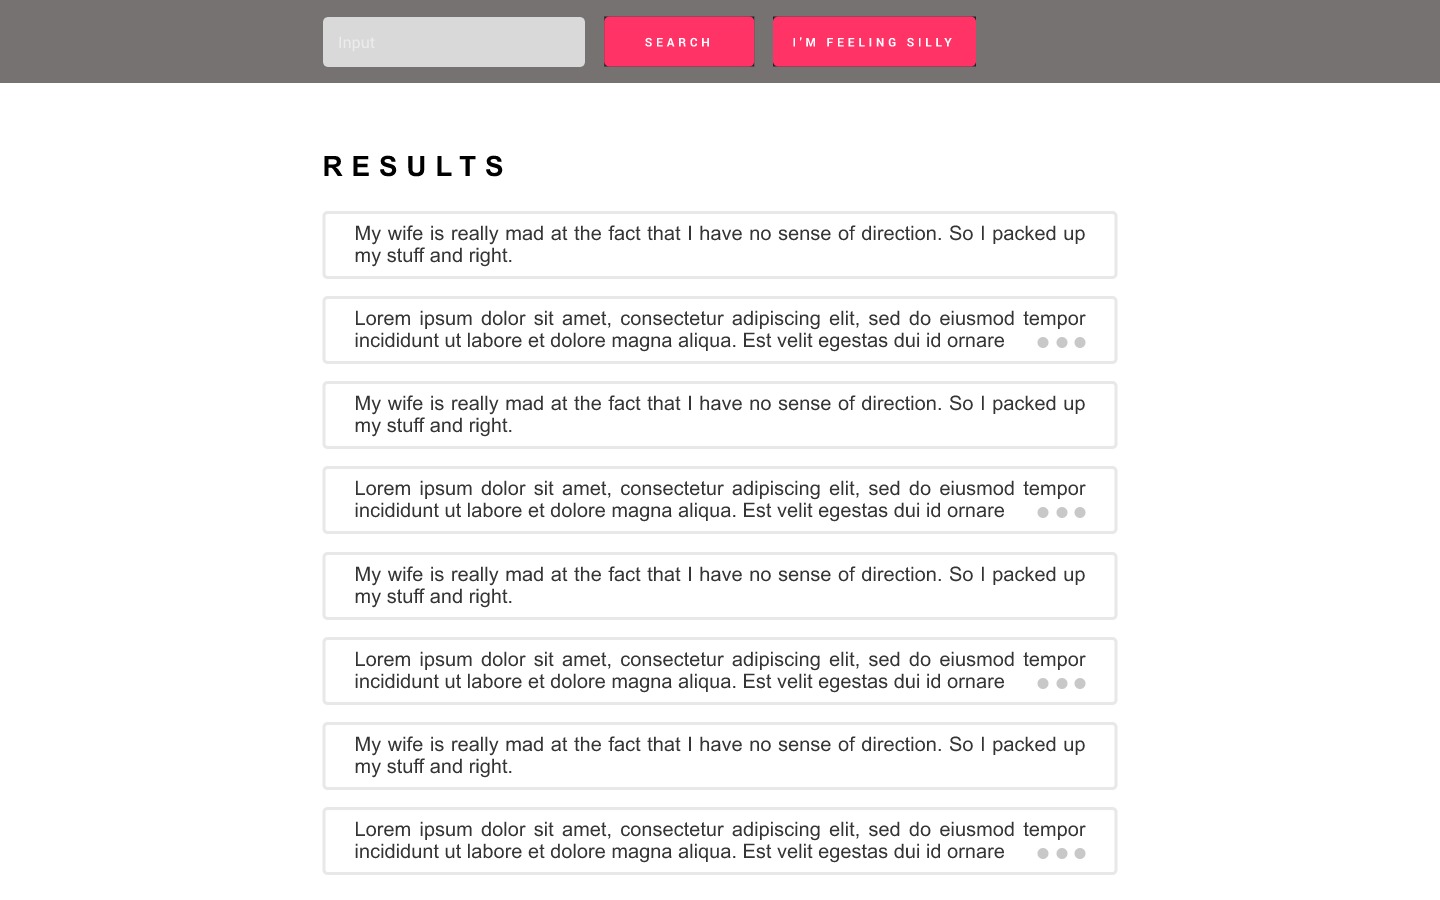 Input
SEARCH
I'M FEELING SILLY
RESULTS
My wife is really mad at the fact that I have no sense of direction. So I packed up
my stuff and right.
Lorem ipsum dolor sit amet, consectetur adipiscing elit, sed do eiusmod tempor
incididunt ut labore et dolore magna aliqua. Est velit egestas dui id ornare
My wife is really mad at the fact that I have no sense of direction. So I packed up
my stuff and right.
Lorem ipsum dolor sit amet, consectetur adipiscing elit, sed do eiusmod tempor
incididunt ut labore et dolore magna aliqua. Est velit egestas dui id ornare
My wife is really mad at the fact that I have no sense of direction. So I packed up
my stuff and right.
Lorem ipsum dolor sit amet, consectetur adipiscing elit, sed do eiusmod tempor
incididunt ut labore et dolore magna aliqua. Est velit egestas dui id ornare
My wife is really mad at the fact that I have no sense of direction. So I packed up
my stuff and right.
Lorem ipsum dolor sit amet, consectetur adipiscing elit, sed do eiusmod tempor
incididunt ut labore et dolore magna aliqua. Est velit egestas dui id ornare